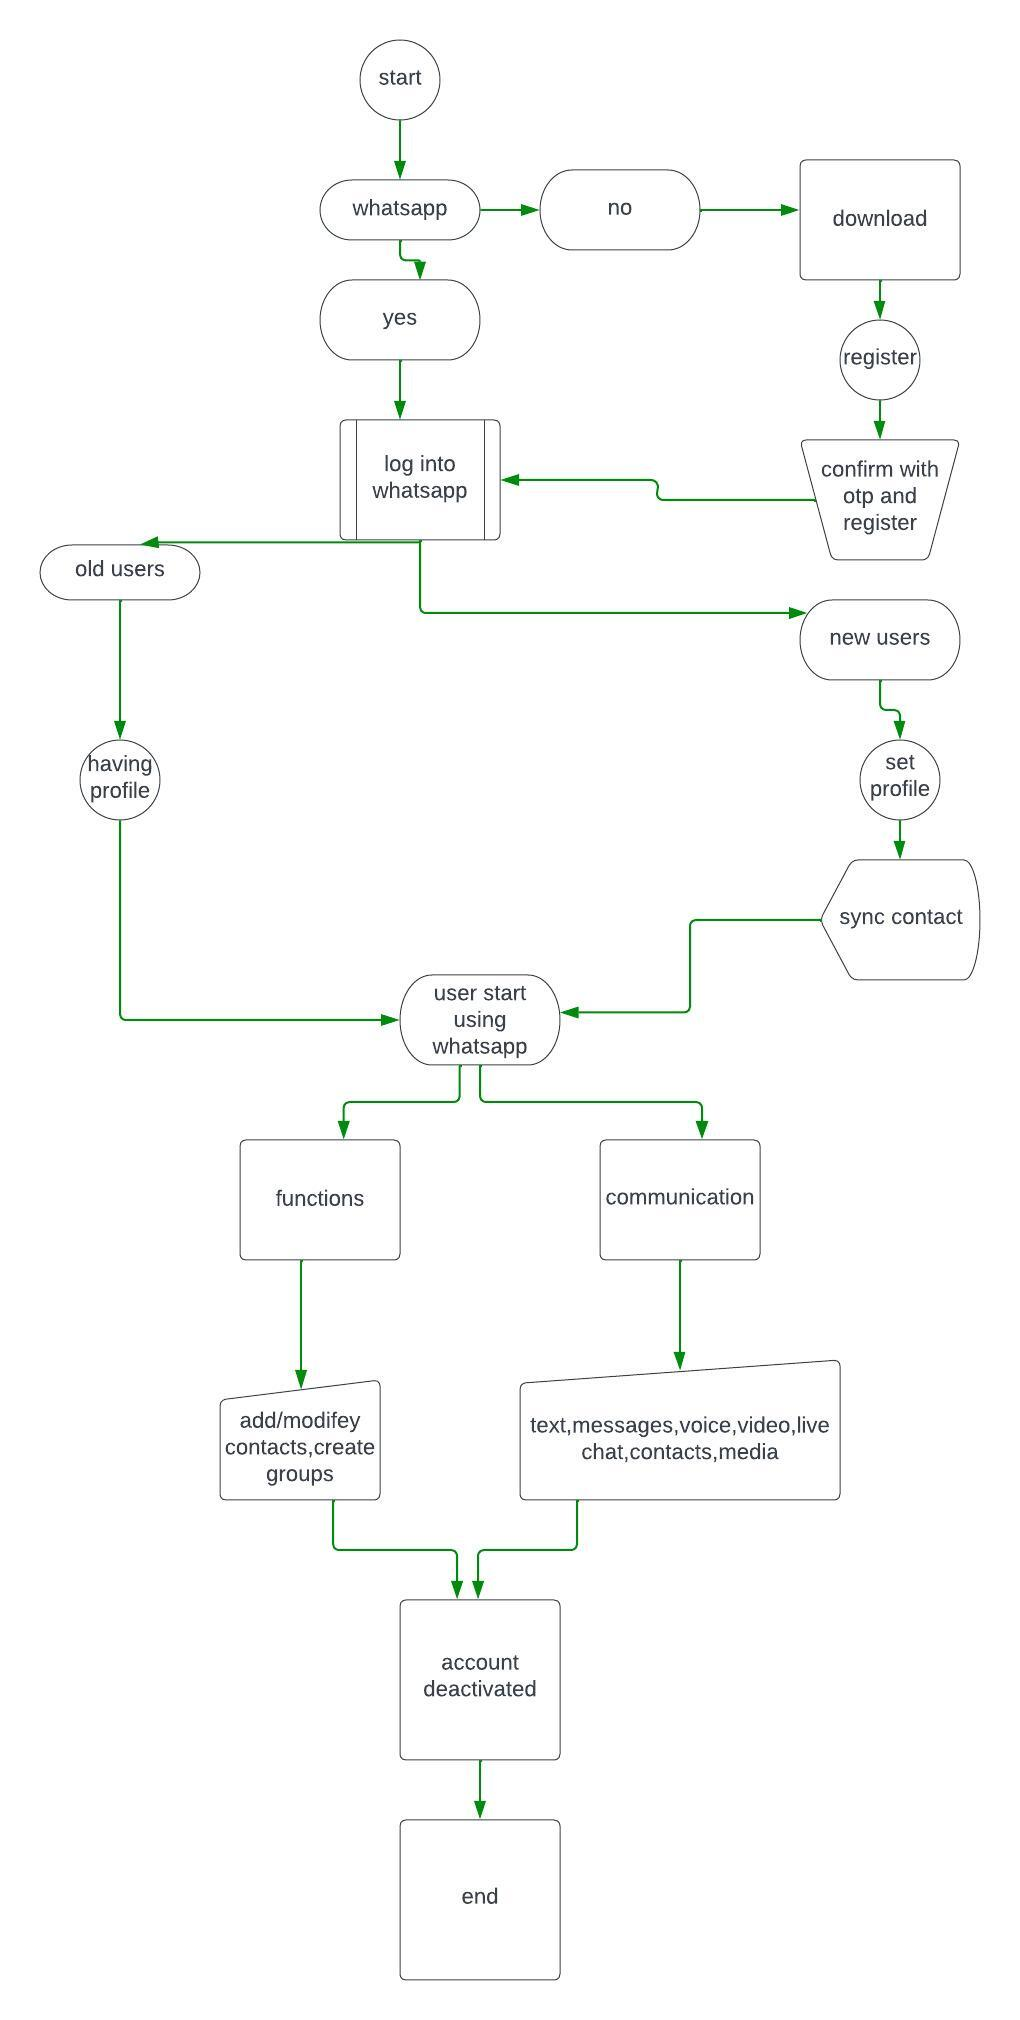 start
whatsapp
no
download
yes
register
log into
whatsapp
confirm with
otp and
register
old users
new users
having
profile
set
profile
sync contact
user start
using
whatsapp
functions
communication
add/modifey
contacts,create
groups
text,messages,voice,video,live
chat,contacts,media
account
deactivated
end